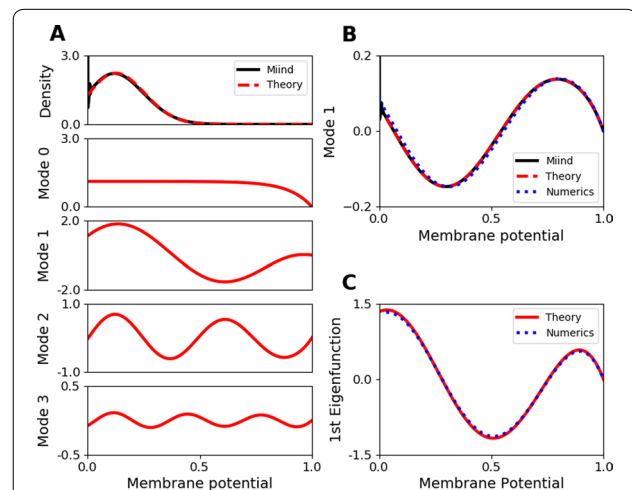 A
3.0
0.0
Density
Miind
Theory
3.0
0.0
Mode 0
2.0
-2.0
Mode 1
1.0
-1.0
Mode 2
0.5
-0.5
Mode 3
0.0 0.5 1.0
Membrane potential
B
0.2
0.0
−0.2
Mode 1
Miind
Theory
Numerics
0.0 0.5 1.0
Membrane potential
C
1.5
0.0
-1.5
1st Eigenfunction
Theory
Numerics
0.0 0.5 1.0
Membrane Potential